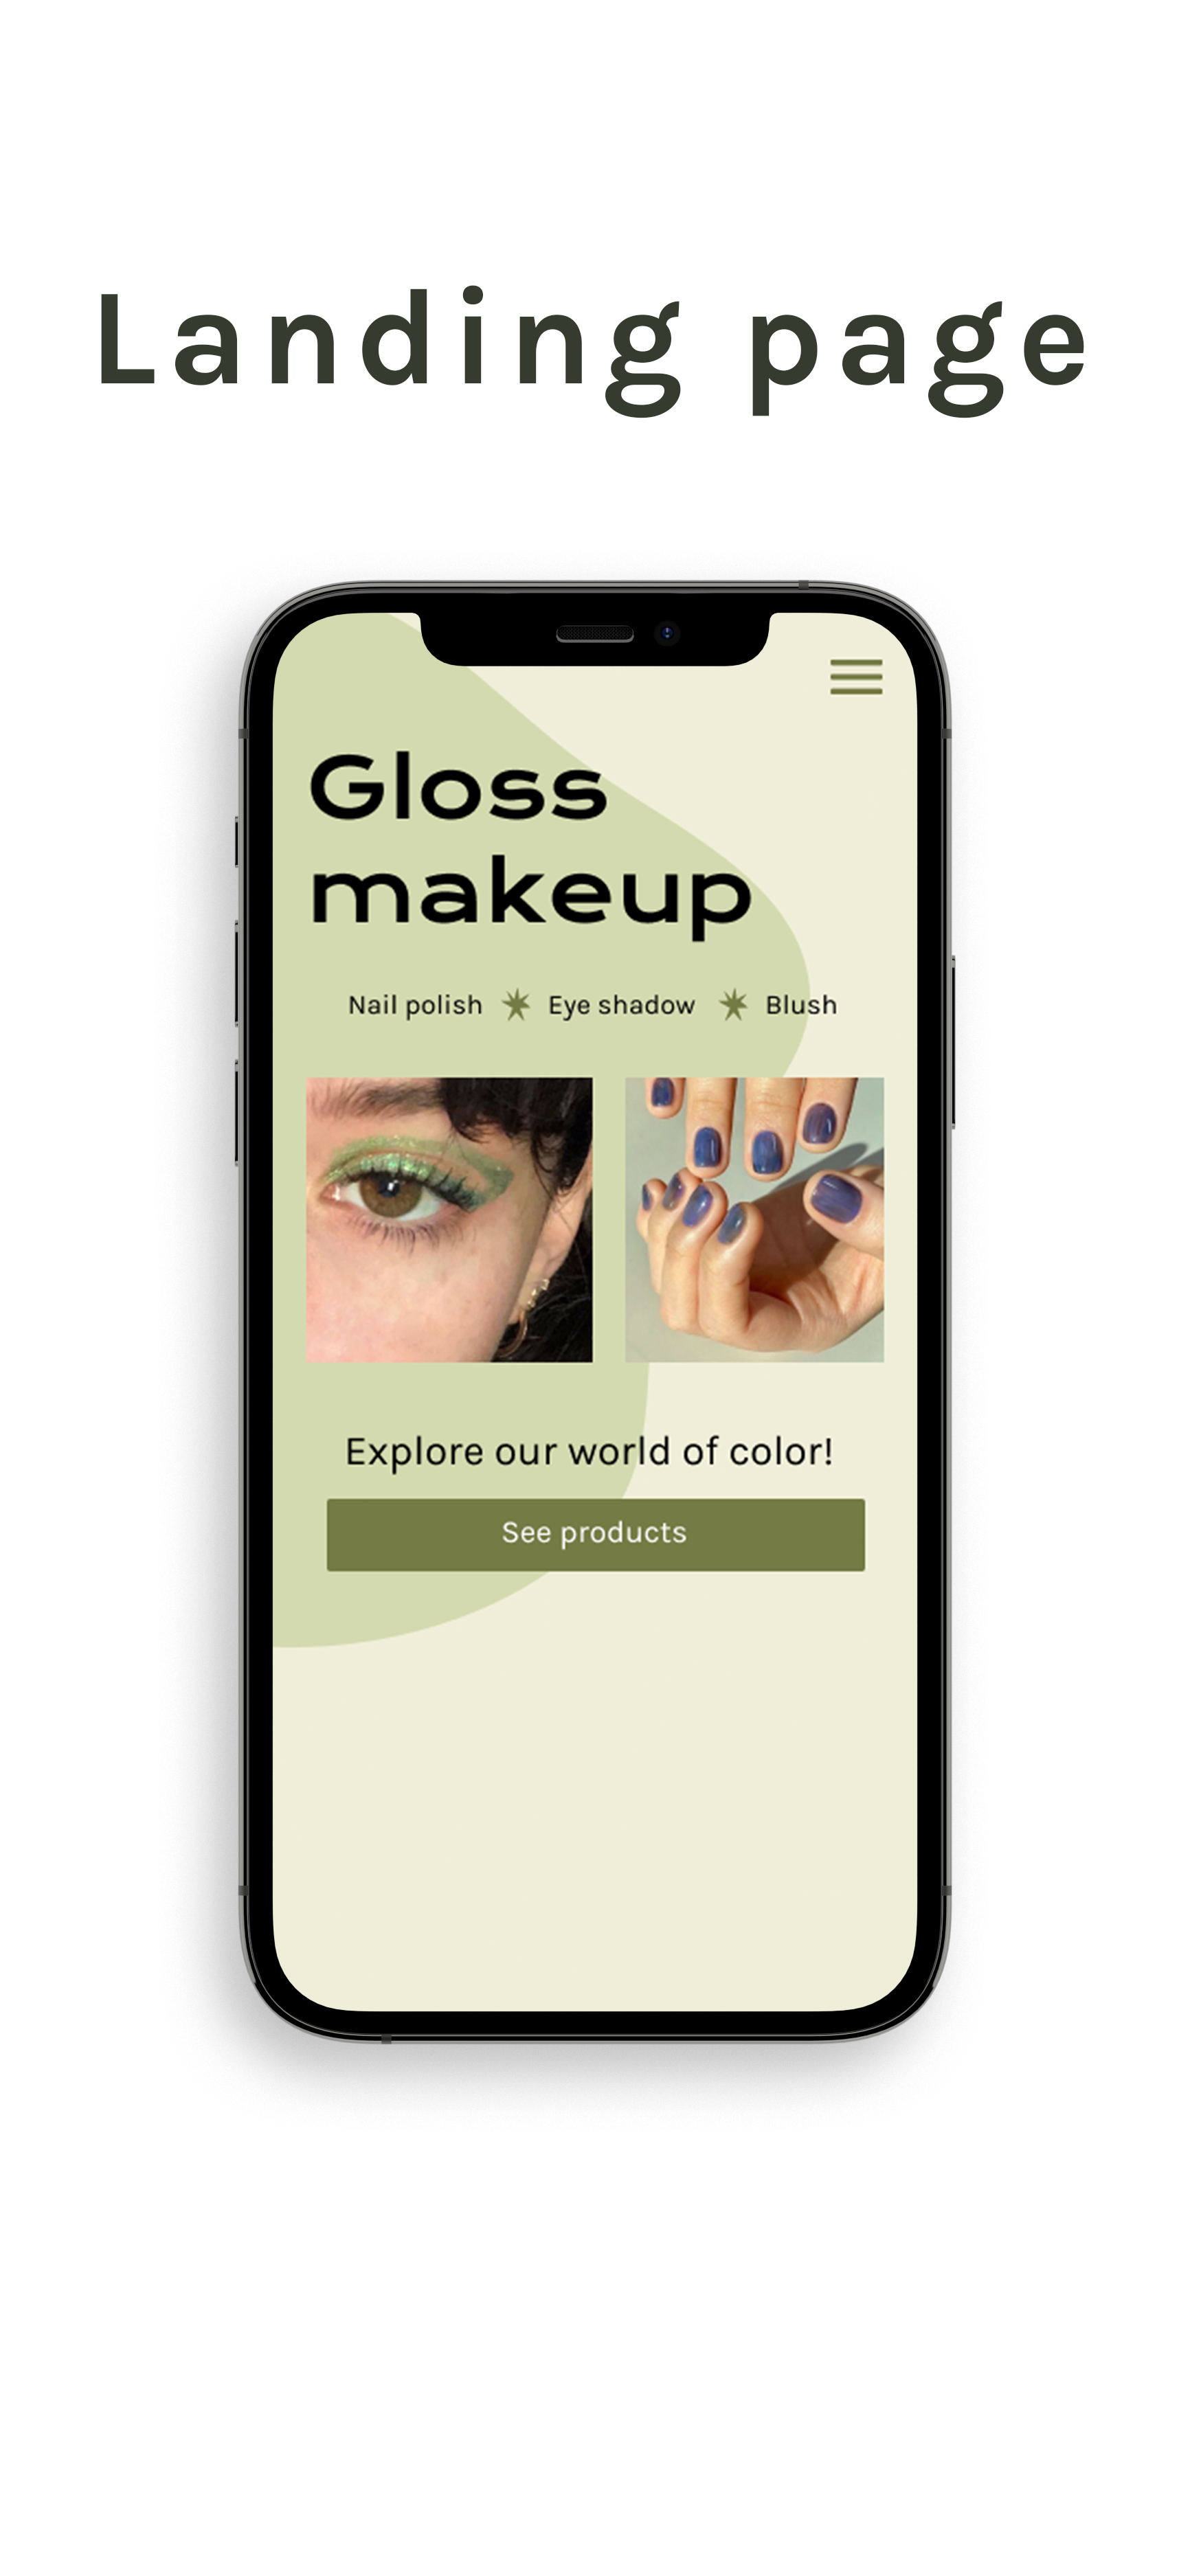 Landing page
Gloss
makeup
Nail polish Eye shadow Blush
Explore our world of color!
See products